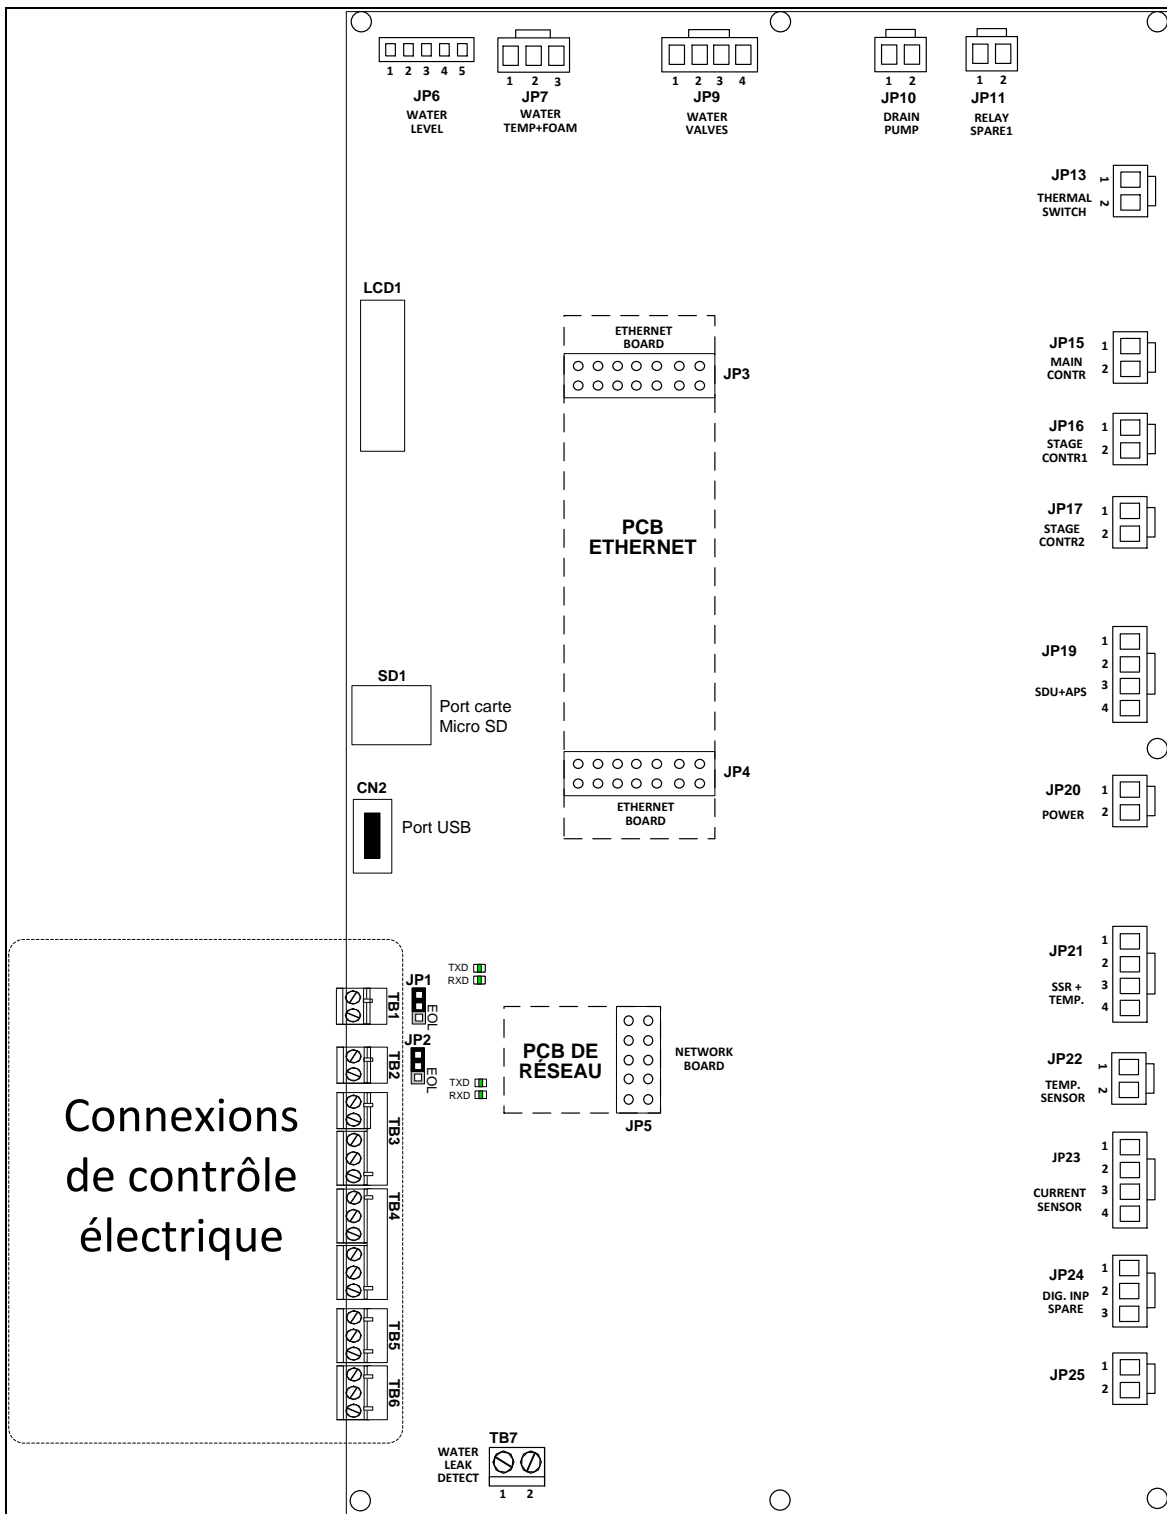 1 2 3 4 5
JP6
WATER
LEVEL
1 2 3
JP7
WATER
TEMP+FOAM
1 2 3 4
JP9
WATER
VALVES
1 2
JP10
DRAIN
PUMP
1 2
JP11
RELAY
SPARE1
JP13
THERMAL
SWITCH
1
2
LCD1
ETHERNET
BOARD
JP3
PCB
ETHERNET
JP4
ETHERNET
BOARD
JP15
MAIN
CONTR
1
2
JP16
STAGE
CONTR1
1
2
JP17
STAGE
CONTR2
1
2
JP19
SDU+APS
1
2
3
4
SD1
Port carte
Micro SD
CN2
Port USB
JP20
POWER
1
2
JP21
SSR +
TEMP.
1
2
3
4
TXD
RXD
JP1
EOL
TB1
JP2
EOL
TB2
TXD
RXD
PCB DE
RÉSEAU
NETWORK
BOARD
JP5
JP22
TEMP.
SENSOR
1
2
Connexions
de contrôle
électrique
TB3
TB4
TB5
TB6
JP23
CURRENT
SENSOR
1
2
3
4
JP24
DIG. INP
SPARE
1
2
3
JP25
1
2
TB7
WATER
LEAK
DETECT
1 2